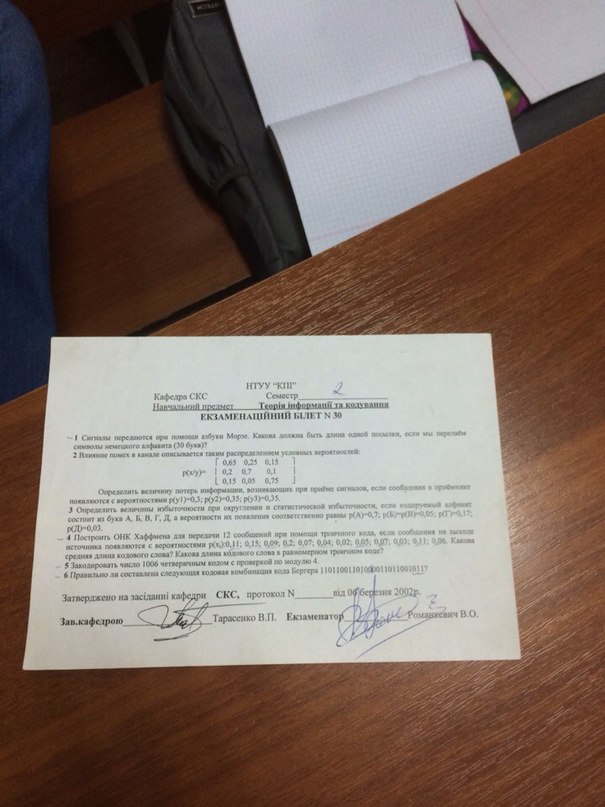 НТУУ “КПІ”
Кафедра СКС Семестр 2
Навчальний предмет Теорія інформації та кодування
ЕКЗАМЕНАЦІЙНИЙ БІЛЕТ N 30
1 Сигналы передаются при помощи азбуки Морзе. Какова должна быть длина одной посылки, если мы передаём
символы немецкого алфавита (30 букв)?
2 Влияние помех в канале описывается таким распределением условных вероятностей:
0,65 0,25 0,15
p(x/y)= 0,2 0,7 0,1
0,15 0,05 0,75
Определить величину потерь информации, возникающих при приёме сигналов, если сообщения в приёмнике
появляются с вероятностями p(y1)=0,3; p(y2)=0,35; p(y3)=0,35.
3 Определить величины избыточности при округлении и статистической избыточности, если кодируемый алфавит
состоит из букв А, Б, В, Г, Д, а вероятности их появления соответственно равны p(А)=0,7; p(Б)=p(В)=0,05; p(Г)=0,17;
p(Д)=0,03.
4 Построить ОНК Хаффмена для передачи 12 сообщений при помощи троичного кода, если сообщения на выходе
источника появляются с вероятностями p(xi):0,11; 0,15; 0,09; 0,2; 0,07; 0,04; 0,02; 0,05; 0,07; 0,03; 0,11; 0,06. Какова
средняя длина кодового слова? Какова длина кодового слова в равномерном троичном коде?
5 Закодировать число 1006 четверичным кодом с проверкой по модулю 4.
6 Правильно ли составлена следующая кодовая комбинация кода Бергера
Затверджено на засіданні кафедри СКС, протокол N від 06 березня 2002р.
Зав.кафедрою Тарасенко В.П. Екзаменатор Романкевич В.О.